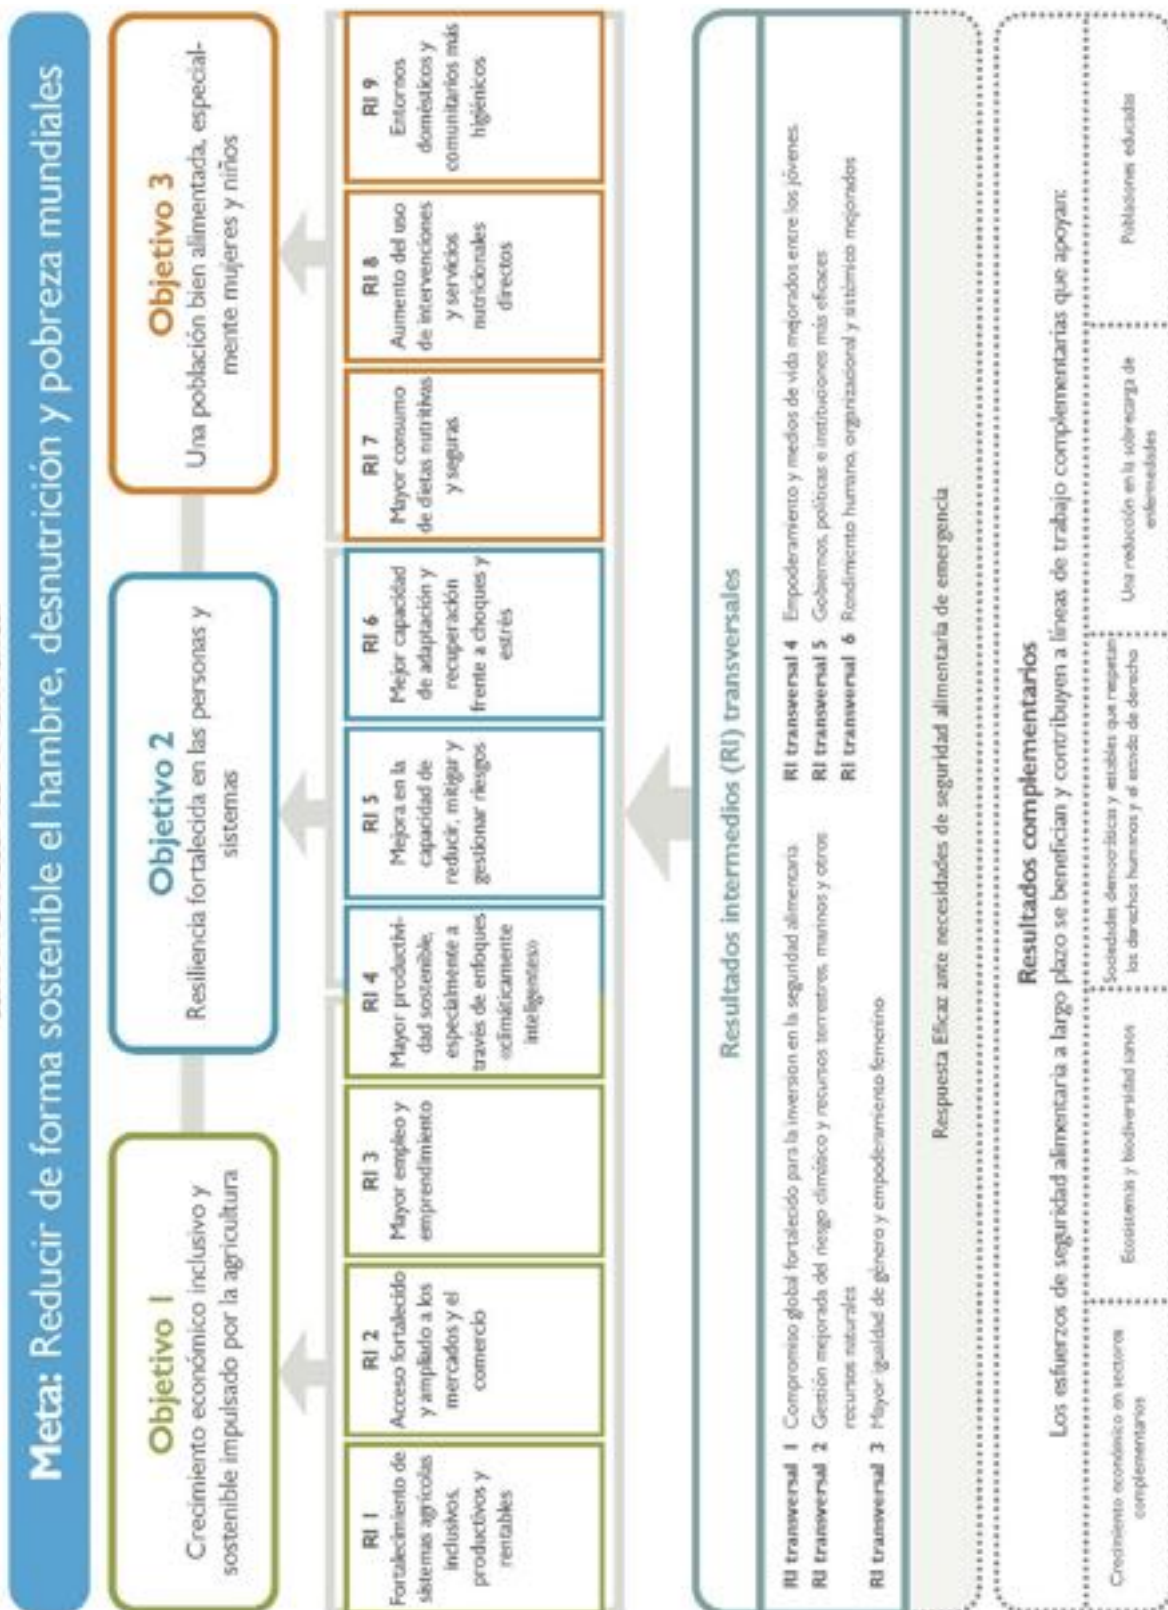 Meta: Reducir de forma sostenible el hambre, desnutrición y pobreza mundiales
Objetivo 1
Crecimiento económico inclusivo y
sostenible impulsado por la agricultura
Objetivo 2
Resiliencia fortalecida en las personas y
sistemas
Objetivo 3
Una población bien alimentada, especial-
mente mujeres y niños
RI 1
Fortalecimiento de
sistemas agrícolas
inclusivos,
productivos y
rentables
RI 2
Acceso fortalecido
y ampliado a los
mercados y el
comercio
RI 3
Mayor empleo y
emprendimiento
RI 4
Mayor productivi-
dad sostenible,
especialmente a
través de enfoques
«climáticamente
inteligentes»
RI 5
Mejora en la
capacidad de
reducir, mitigar y
gestionar riesgos
RI 6
Mejor capacidad
de adaptación y
recuperación
frente a choques y
estrés
RI 7
Mayor consumo
de dietas nutritivas
y seguras
RI 8
Aumento del uso
de intervenciones
y servicios
nutricionales
directos
RI 9
Entornos
domésticos y
comunitarios más
higiénicos
Resultados intermedios (RI) transversales
RI transversal 1 Compromiso global fortalecido para la inversion en la seguridad alimentaria
RI transversal 2 Gestión mejorada del riesgo climático y recursos terrestres, marinos y otros
recursos naturales
RI transversal 3 Mayor igualdad de género y empoderamiento femenino
RI transversal 4 Empoderamiento y medios de vida mejorados entre los jóvenes
RI transversal 5 Gobiernos, políticas e instituciones más eficaces
RI transversal 6 Rendimiento humano, organizacional y sistémico mejorados
Respuesta Eficaz ante necesidades de seguridad alimentaria de emergencia
Resultados complementarios
Los esfuerzos de seguridad alimentaria a largo plazo se benefician y contribuyen a líneas de trabajo complementarias que apoyan:
Crecimiento económico en sectores
complementarios
Ecosistemas y biodiversidad sanos
Sociedades democráticas y estables que respetan
los derechos humanos y el estado de derecho
Una reducción en la sobrecarga de
enfermedades
Poblaciones educadas